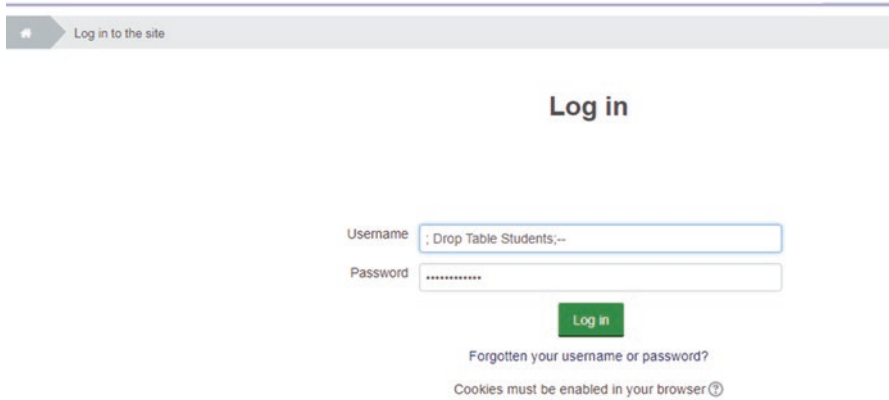 Log in to the site
Log in
Username ; Drop Table Students;--
Password ••••••••••••
Log in
Forgotten your username or password?
Cookies must be enabled in your browser ?